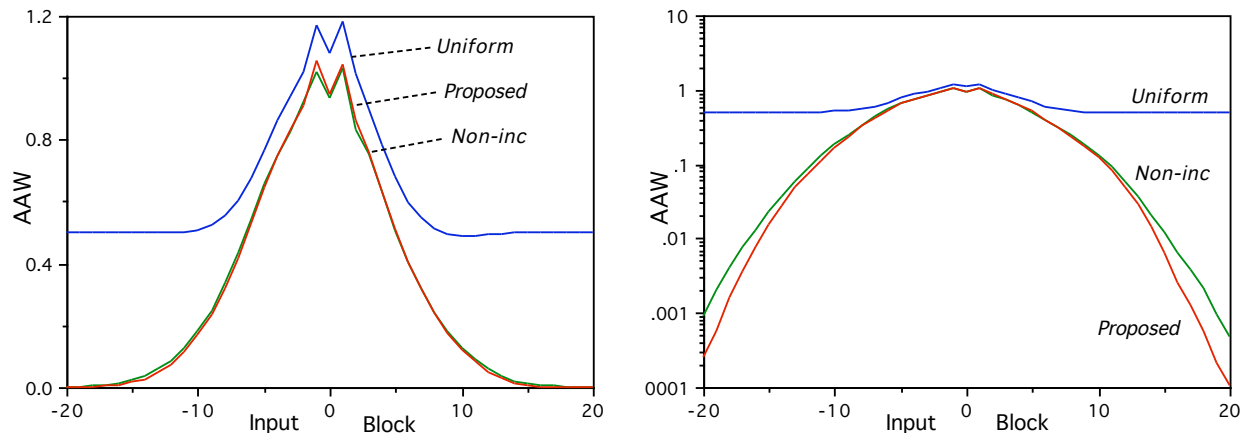 1.2
0.8
0.4
0.0
AAW
Uniform
Proposed
Non-inc
-20
-10
0
10
20
Input Block
10
1
.1
.01
.001
0001
AAW
Uniform
Non-inc
Proposed
-20
-10
0
10
20
Input Block